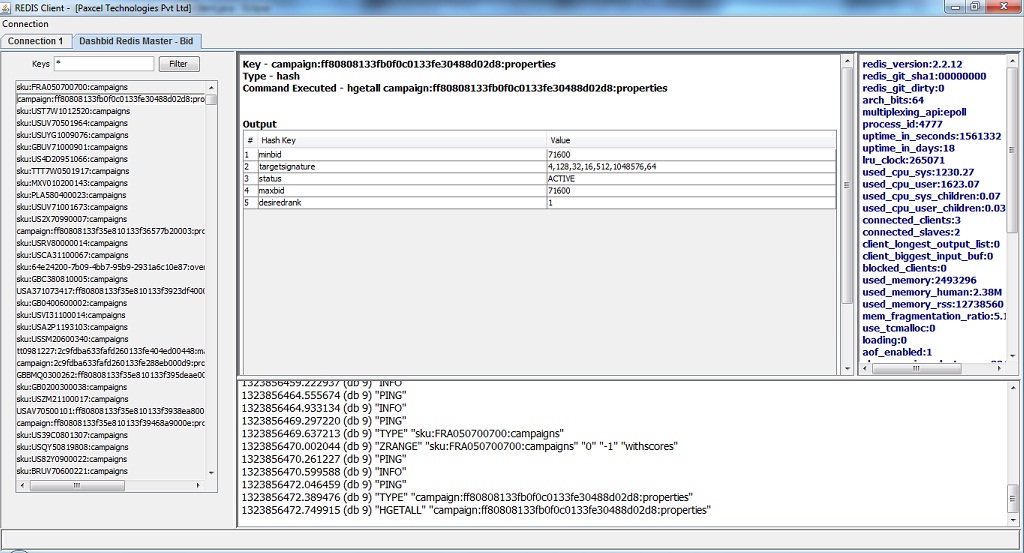 REDIS Client - [Paxcel Technologies Pvt Ltd]
Connection
Connection 1
Dashbid Redis Master - Bid
Keys
*
Filter
sku:FRA050700700:campaigns
campaign:ff80808133fb0f0c0133fe30488d02d8:pro
sku:UST7W1012520:campaigns
sku:USUV70501964:campaigns
sku:USUYG1009076:campaigns
sku:GBUV71000901:campaigns
sku:US4D20951066:campaigns
sku:TTT7W0501917:campaigns
sku:MXV010200143:campaigns
sku:PLA580400023:campaigns
sku:USUV71001673:campaigns
sku:US2X70990007:campaigns
campaign:ff80808133f35e810133f36577b20003:pro
sku:USRV80000014:campaigns
sku:USCA31100067:campaigns
sku:64e24200-7b09-4bb7-95b9-2931a6c10e87:over
sku:GBC380810005:campaigns
USA371073417:ff80808133f35e810133f3923df400
sku:GB0400600002:campaigns
sku:USVI31100014:campaigns
sku:USA2P1193103:campaigns
sku:USSM20600340:campaigns
tt0981227:2c9fdba633fafd260133fe404ed00448:m
campaign:2c9fdba633fafd260133fe288eb000d9:pro
GBBMQ0300262:ff80808133f35e810133f395deae00
sku:GB0200300038:campaigns
sku:USZM21100017:campaigns
USAV70500101:ff80808133f35e810133f3938ea800
campaign:ff80808133f35e810133f39468a9000e:pro
sku:US39C0801307:campaigns
sku:USQY50819808:campaigns
sku:US82Y0900022:campaigns
sku:BRUV70600221:campaigns
Key - campaign:ff80808133fb0f0c0133fe30488d02d8:properties
Type - hash
Command Executed - hgetall campaign:ff80808133fb0f0c0133fe30488d02d8:properties
Output
# Hash Key Value
1 minbid 71600
2 targetsignature 4,128,32,16,512,1048576,64
3 status ACTIVE
4 maxbid 71600
5 desiredrank 1
redis_version:2.2.12
redis_git_sha1:00000000
redis_git_dirty:0
arch_bits:64
multiplexing_api:epoll
process_id:4777
uptime_in_seconds:1561332
uptime_in_days:18
lru_clock:265071
used_cpu_sys:1230.27
used_cpu_user:1623.07
used_cpu_sys_children:0.07
used_cpu_user_children:0.03
connected_clients:3
connected_slaves:2
client_longest_output_list:0
client_biggest_input_buf:0
blocked_clients:0
used_memory:2493296
used_memory_human:2.38M
used_memory_rss:12738560
mem_fragmentation_ratio:5.1
use_tcmalloc:0
loading:0
aof_enabled:1
1323856459.222937 (db 9) "INFO"
1323856464.555674 (db 9) "PING"
1323856464.933134 (db 9) "INFO"
1323856469.297220 (db 9) "PING"
1323856469.637213 (db 9) "TYPE" "sku:FRA050700700:campaigns"
1323856470.002044 (db 9) "ZRANGE" "sku:FRA050700700:campaigns" "0" "-1" "withscores"
1323856470.261227 (db 9) "PING"
1323856470.599588 (db 9) "INFO"
1323856472.046459 (db 9) "PING"
1323856472.389476 (db 9) "TYPE" "campaign:ff80808133fb0f0c0133fe30488d02d8:properties"
1323856472.749915 (db 9) "HGETALL" "campaign:ff80808133fb0f0c0133fe30488d02d8:properties"